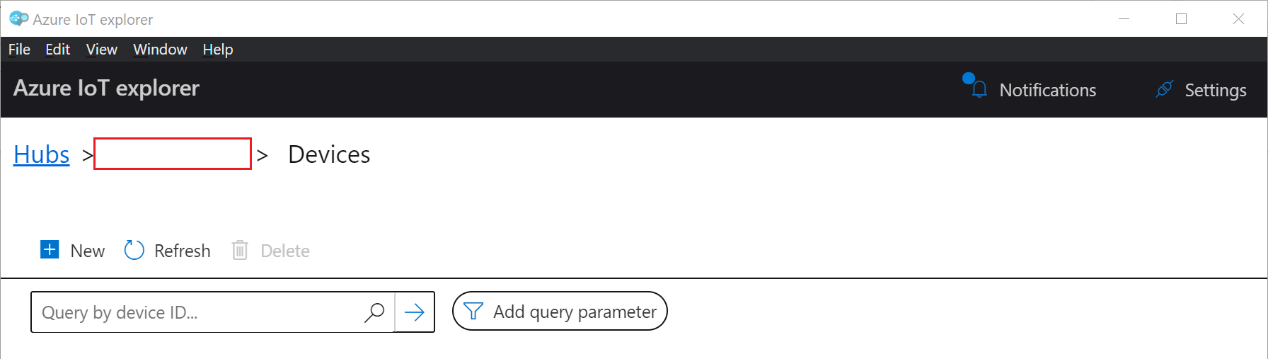 Azure IoT explorer
File Edit View Window Help
Azure IoT explorer Notifications Settings
Hubs > > Devices
New Refresh Delete
Query by device ID... Add query parameter